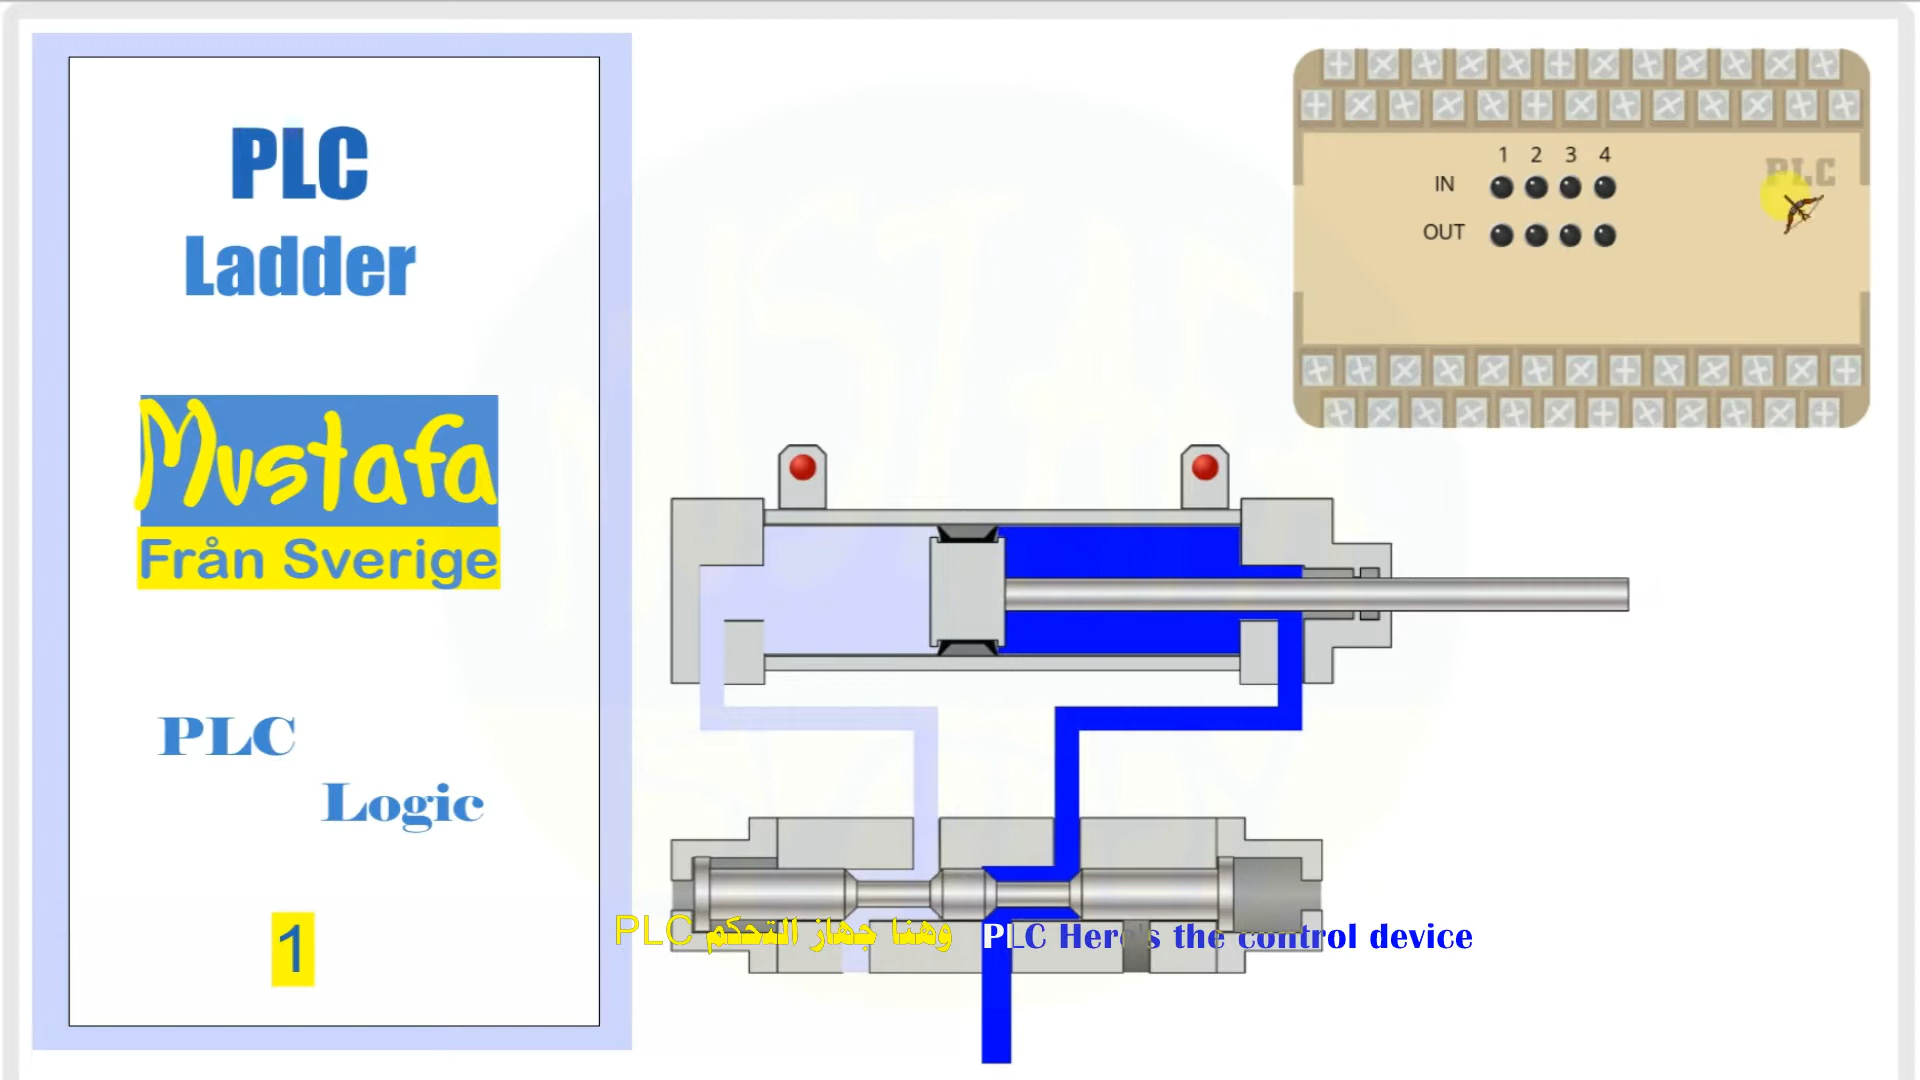 PLC
Ladder
Mustafa
Från Sverige
PLC
Logic
1
1 2 3 4
IN
OUT
PLC
وهنا جهاز التحكم PLC
PLC Here's the control device